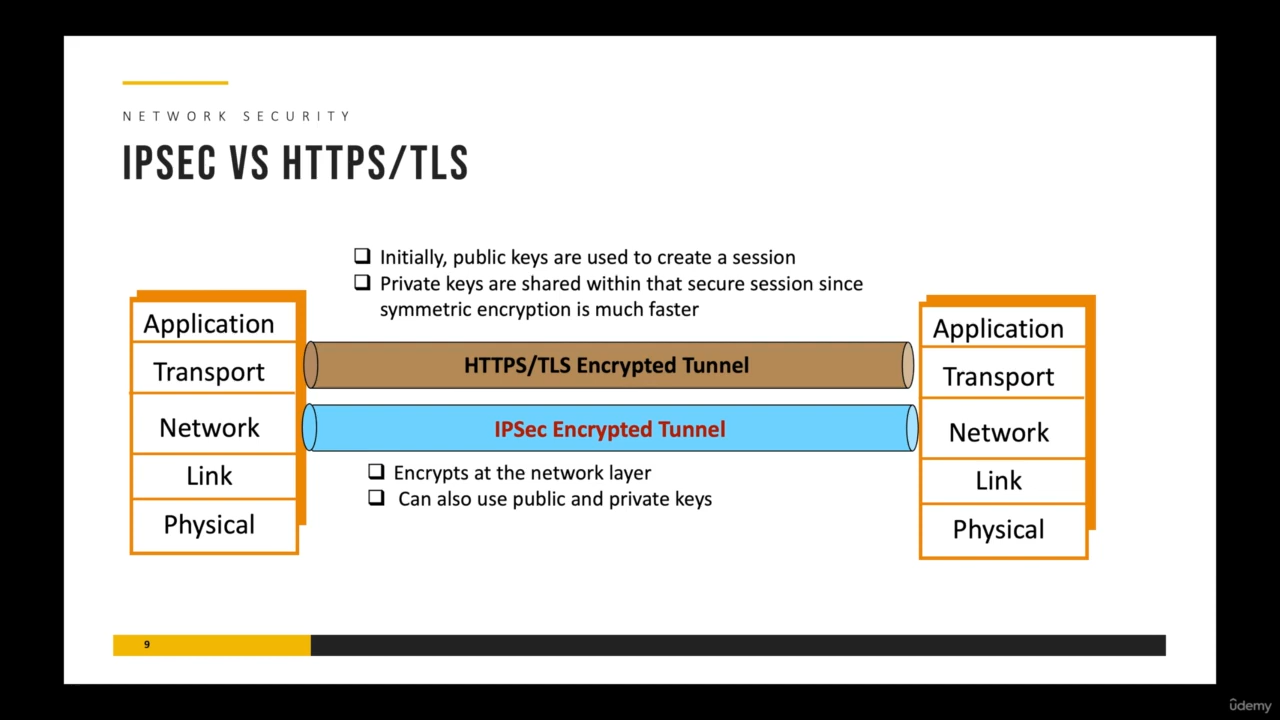 NETWORK SECURITY
IPSEC VS HTTPS/TLS
Initially, public keys are used to create a session
Private keys are shared within that secure session since
symmetric encryption is much faster
Application
Transport
Network
Link
Physical
HTTPS/TLS Encrypted Tunnel
IPSec Encrypted Tunnel
Encrypts at the network layer
Can also use public and private keys
Application
Transport
Network
Link
Physical
9
ûdemy